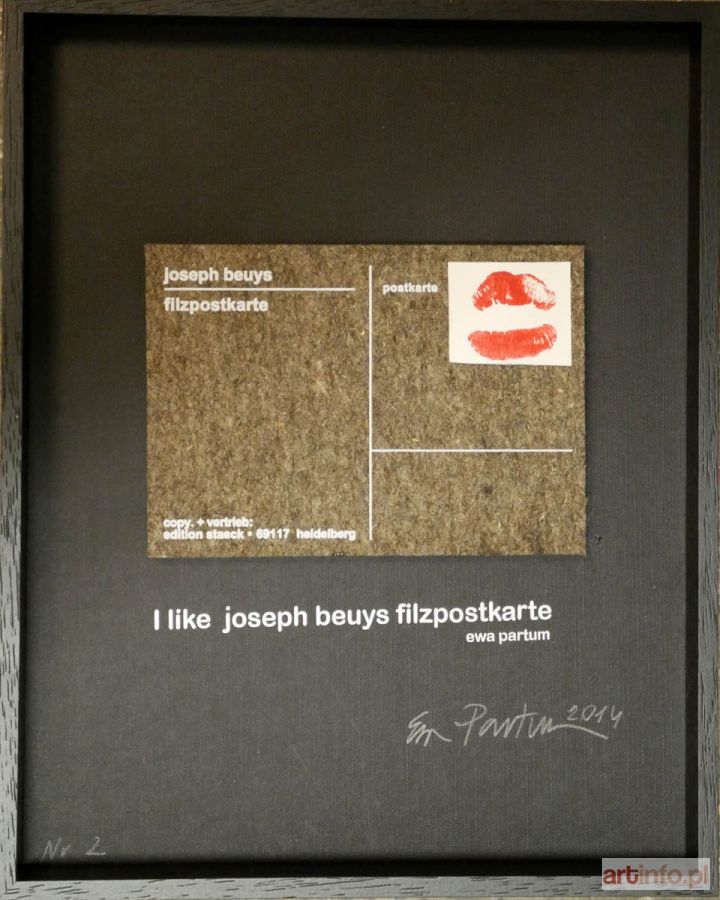 joseph beuys
filzpostkarte
postkarte
copy. + vertrieb:
edition staeck • 69117 heidelberg
I like joseph beuys filzpostkarte
ewa partum
Ewa Partum 2014
Nr 2
artinfo.pl